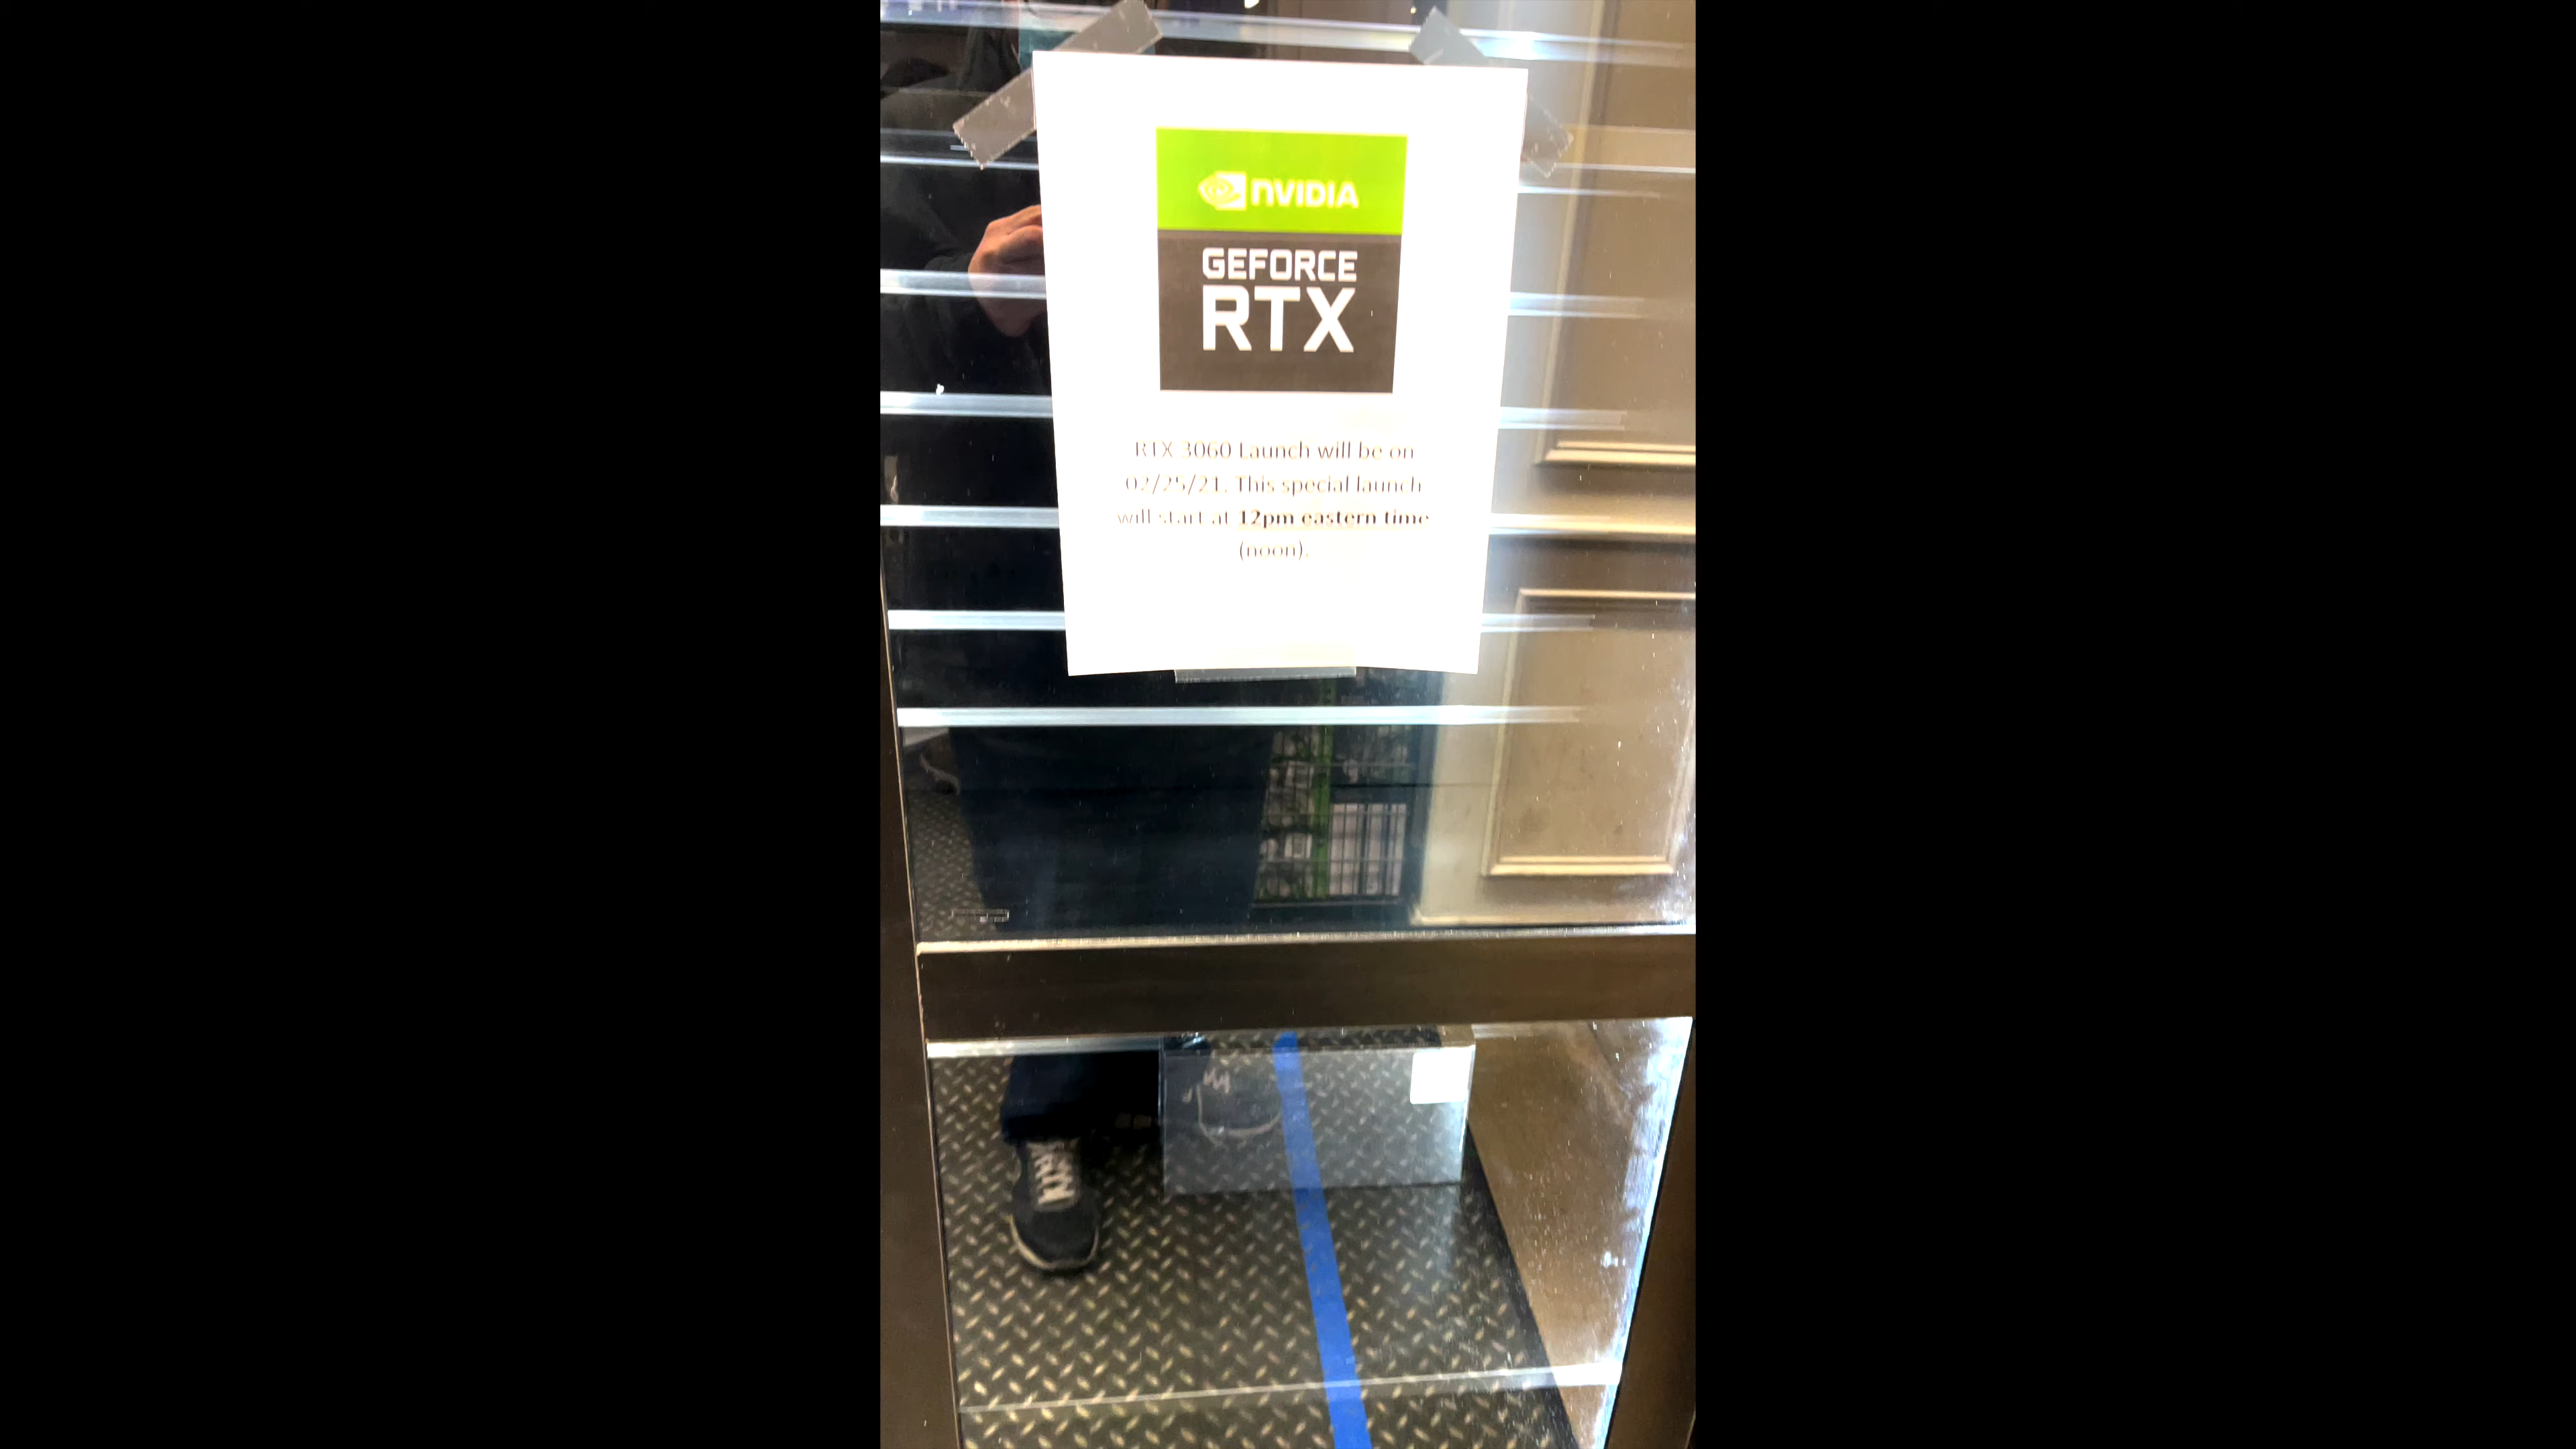 NVIDIA
GEFORCE
RTX
RTX 3060 Launch will be on
02/25/21. This special launch
will start at 12pm eastern time
(noon).